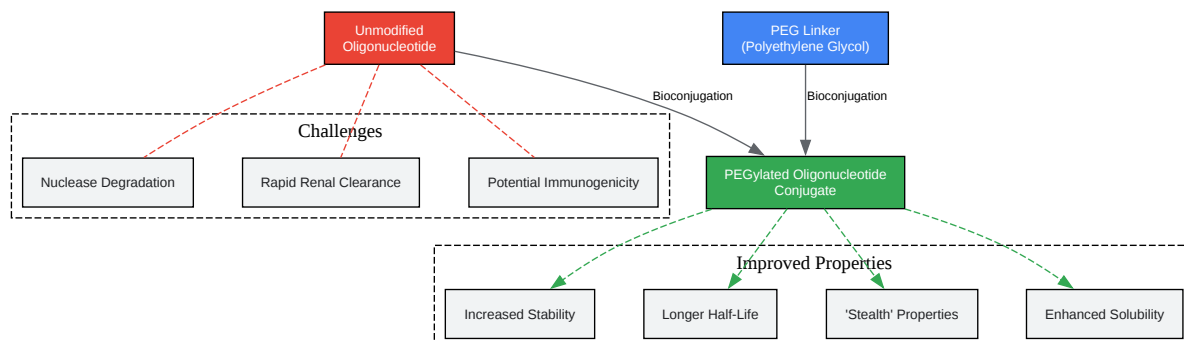 Unmodified
Oligonucleotide
PEG Linker
(Polyethylene Glycol)
Bioconjugation
Bioconjugation
Challenges
Nuclease Degradation
Rapid Renal Clearance
Potential Immunogenicity
PEGylated Oligonucleotide
Conjugate
Improved Properties
Increased Stability
Longer Half-Life
'Stealth' Properties
Enhanced Solubility